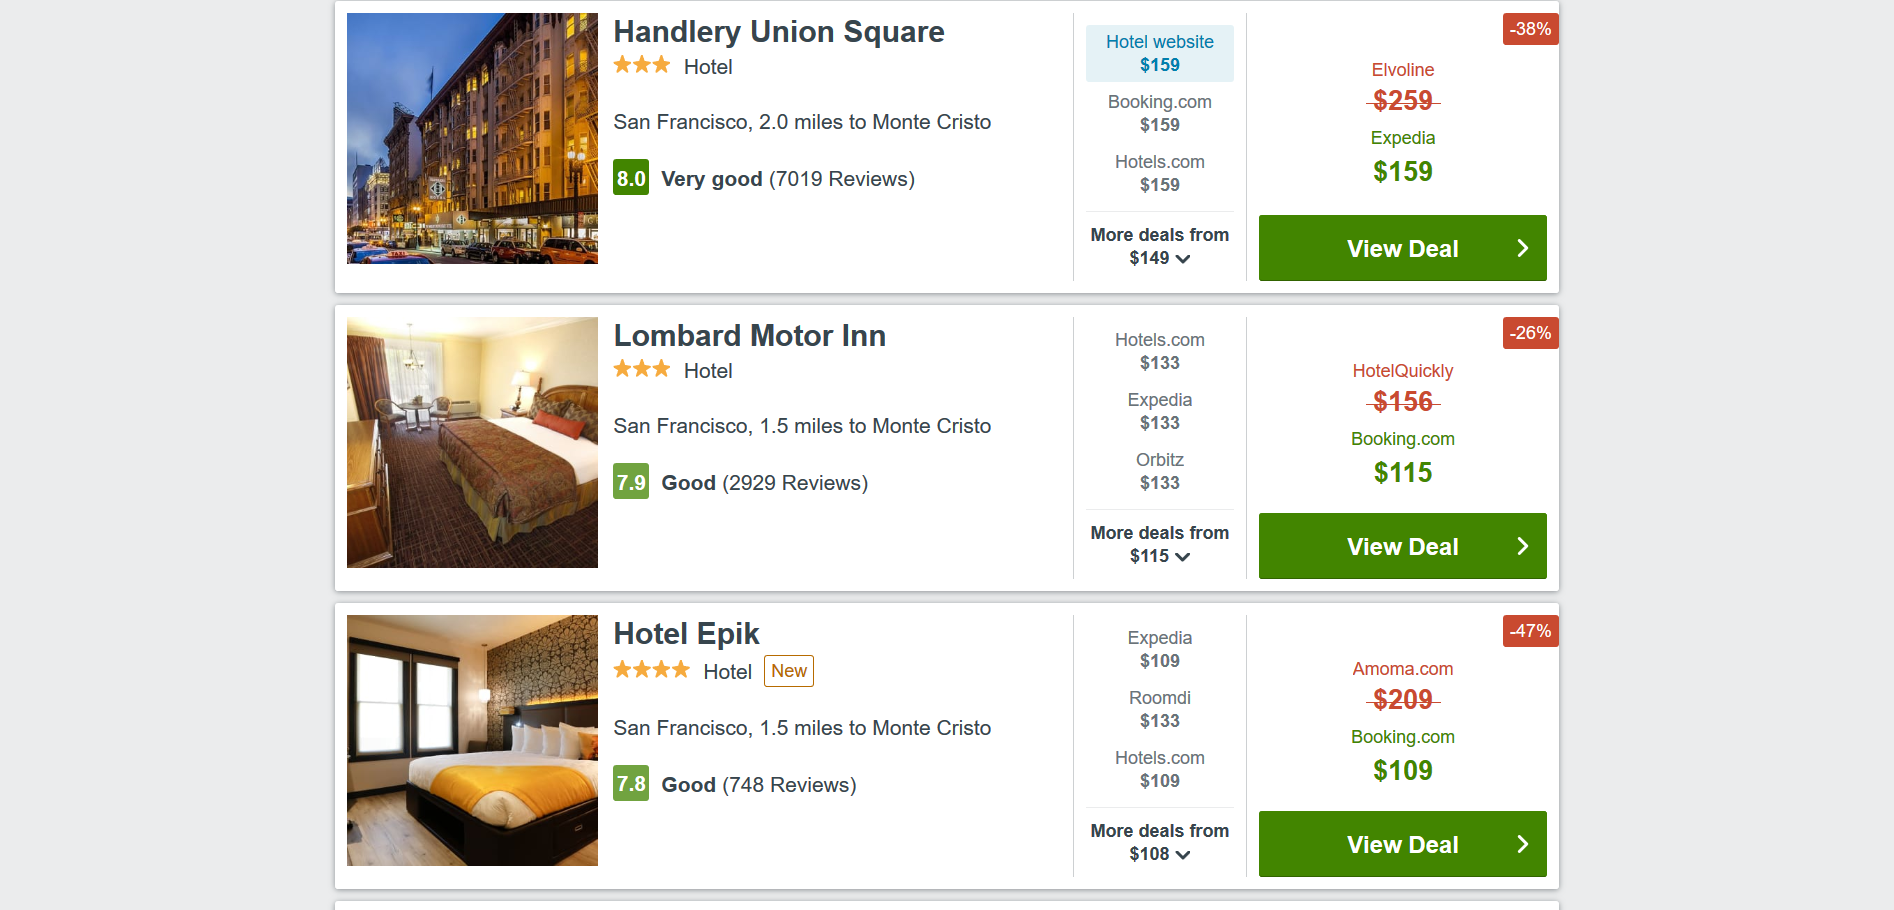 Handlery Union Square
Hotel
San Francisco, 2.0 miles to Monte Cristo
8.0 Very good (7019 Reviews)
Hotel website
$159
Booking.com
$159
Hotels.com
$159
More deals from
$149
-38%
Elvoline
$259
Expedia
$159
View Deal
Lombard Motor Inn
Hotel
San Francisco, 1.5 miles to Monte Cristo
7.9 Good (2929 Reviews)
Hotels.com
$133
Expedia
$133
Orbitz
$133
More deals from
$115
-26%
HotelQuickly
$156
Booking.com
$115
View Deal
Hotel Epik
Hotel New
San Francisco, 1.5 miles to Monte Cristo
7.8 Good (748 Reviews)
Expedia
$109
Roomdi
$133
Hotels.com
$109
More deals from
$108
-47%
Amoma.com
$209
Booking.com
$109
View Deal